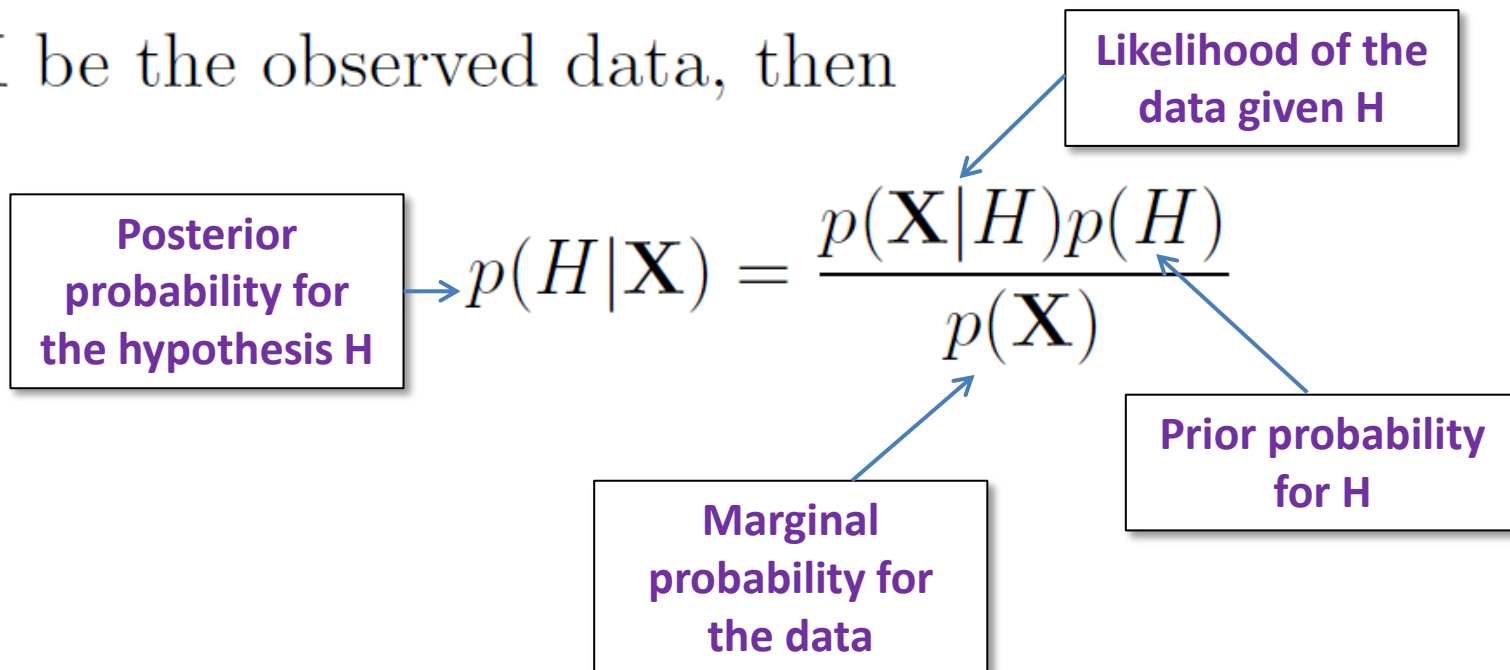 be the observed data, then
Likelihood of the
data given H
Posterior
probability for
the hypothesis H
p(H|X) = p(X|H)p(H) / p(X)
Prior probability
for H
Marginal
probability for
the data